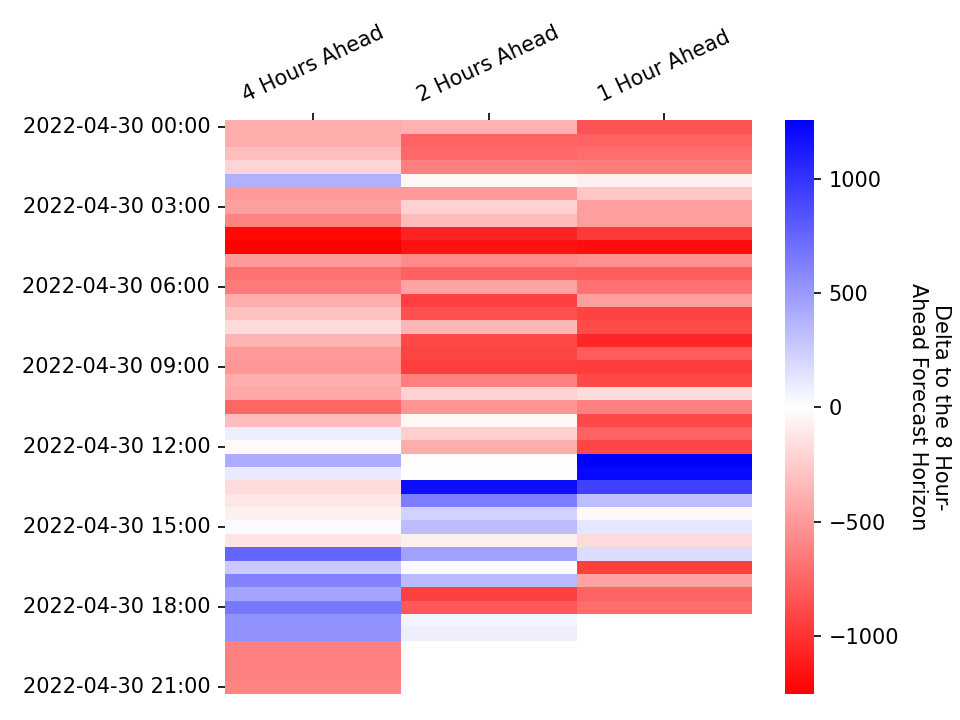 4 Hours Ahead
2 Hours Ahead
1 Hour Ahead
2022-04-30 00:00
2022-04-30 03:00
2022-04-30 06:00
2022-04-30 09:00
2022-04-30 12:00
2022-04-30 15:00
2022-04-30 18:00
2022-04-30 21:00
1000
500
0
−500
−1000
Delta to the 8 Hour-
Ahead Forecast Horizon